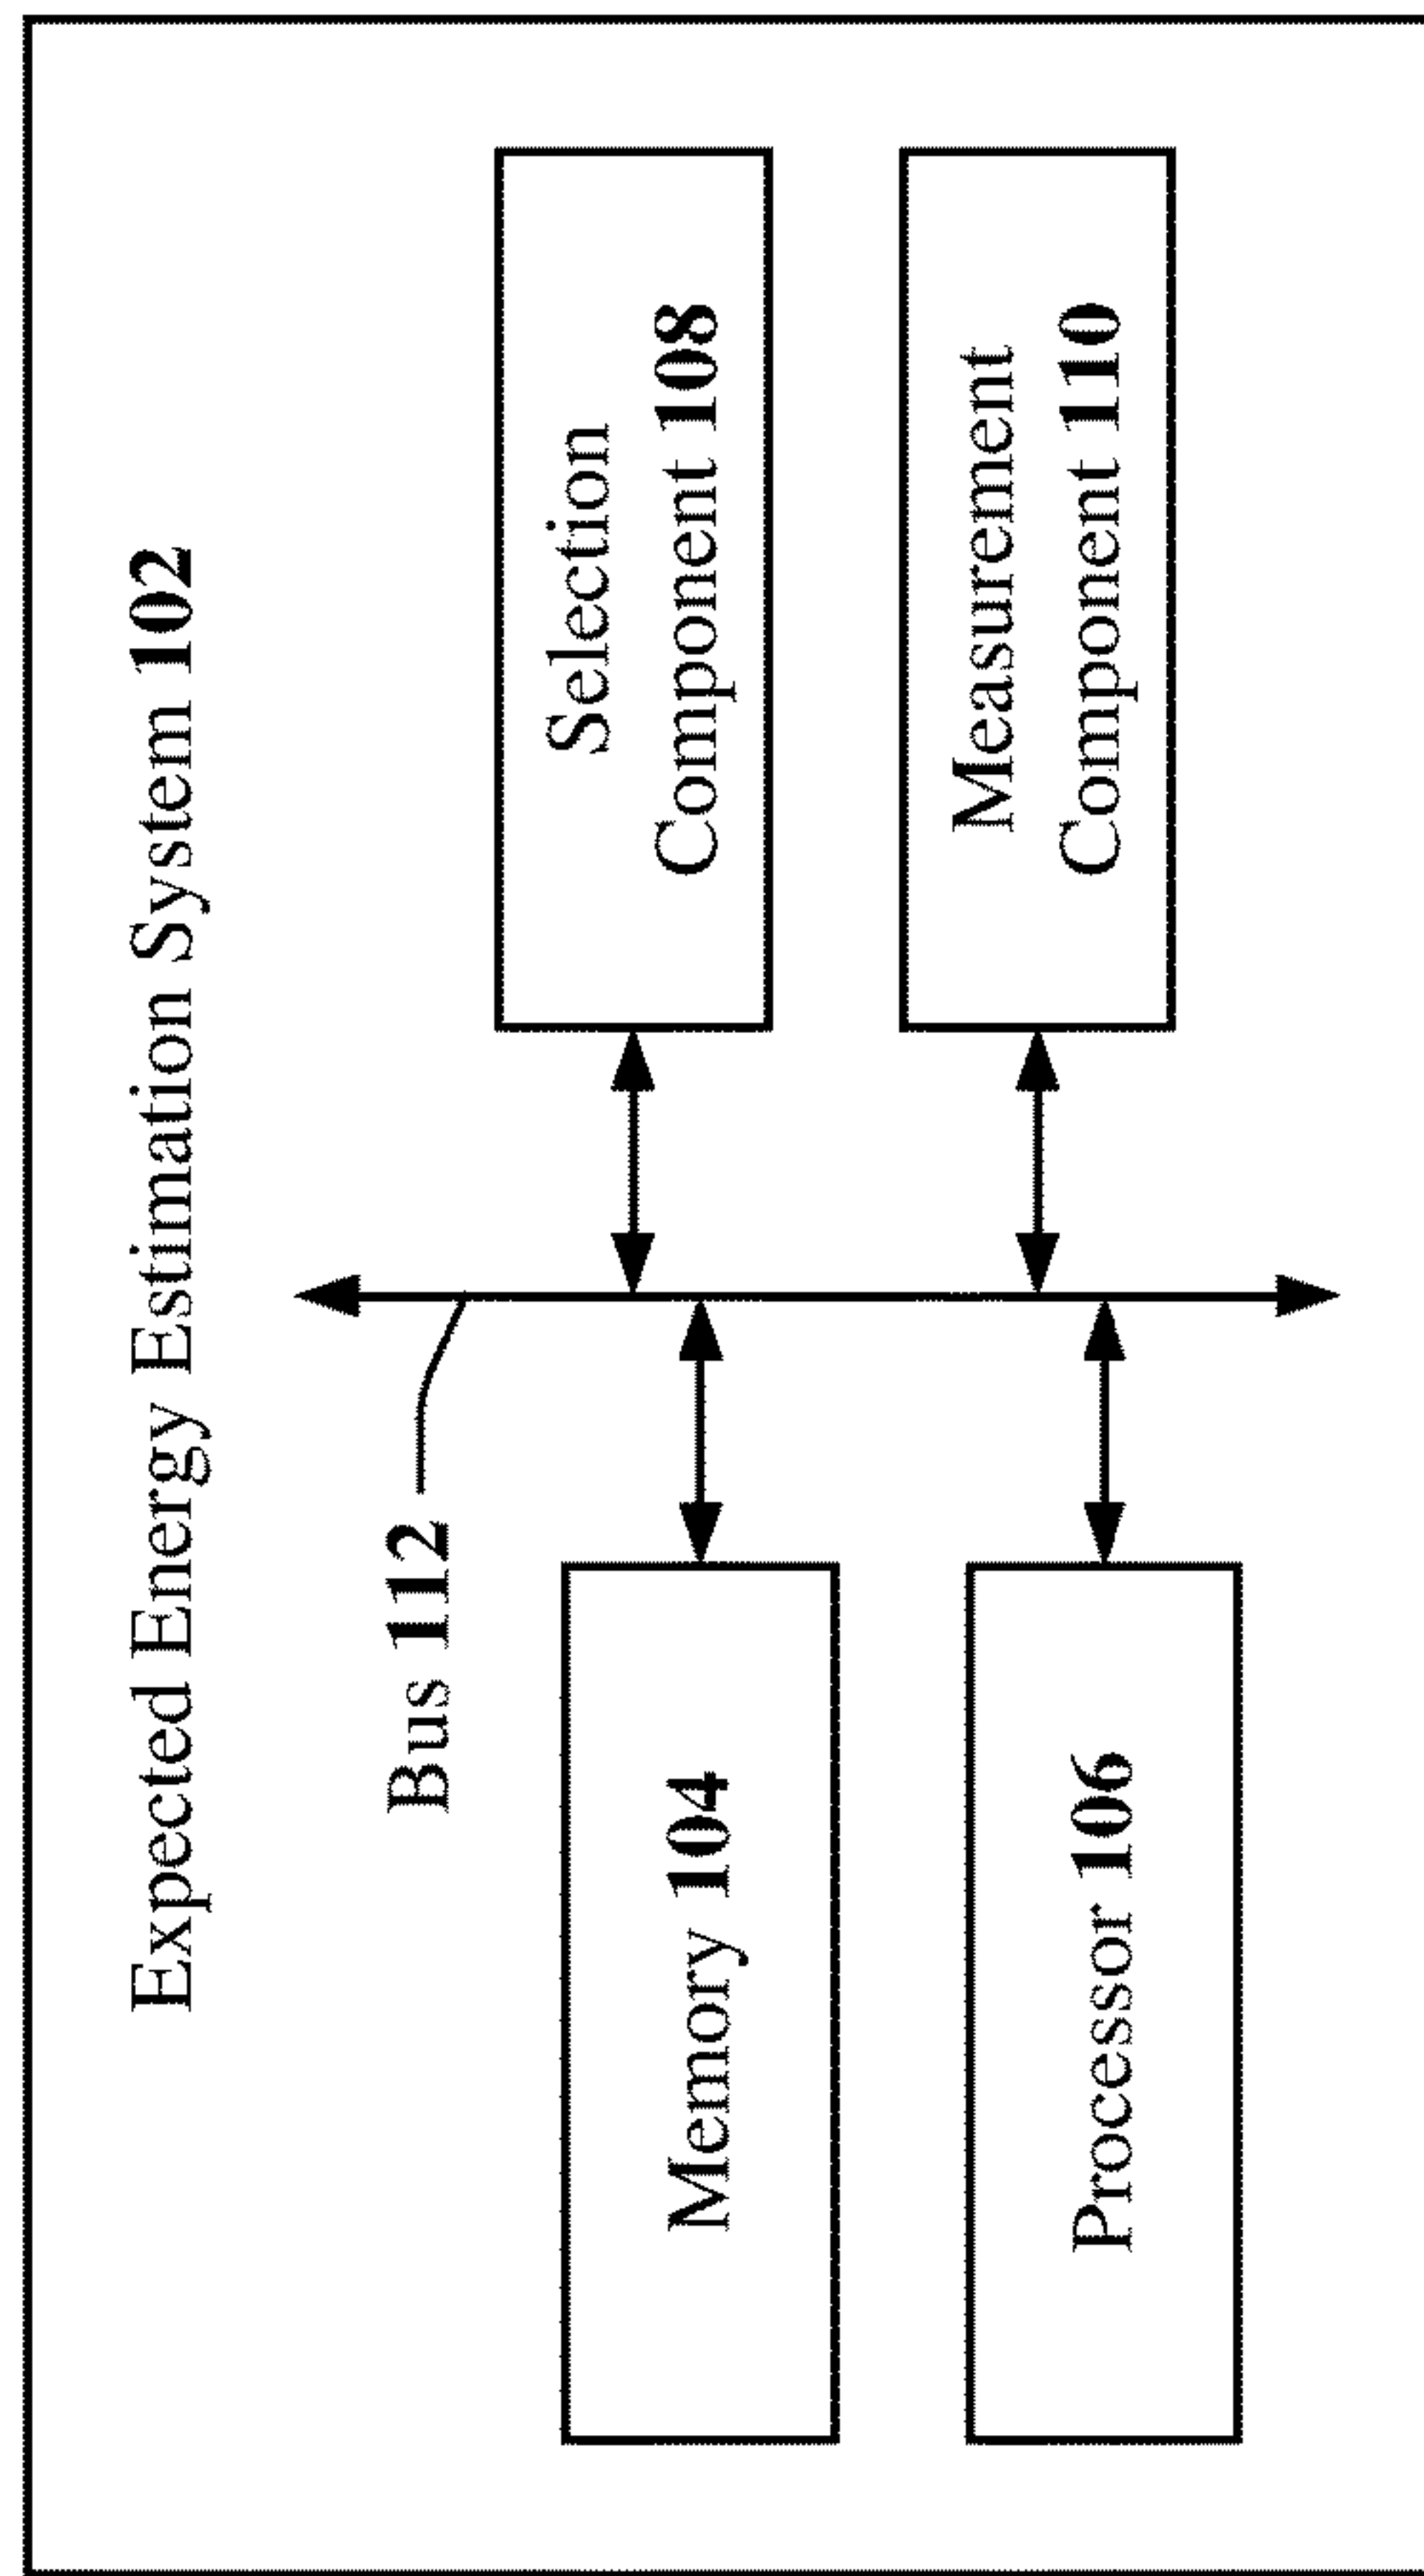 Expected Energy Estimation System 102
Bus 112
Memory 104
Processor 106
Selection
Component 108
Measurement
Component 110